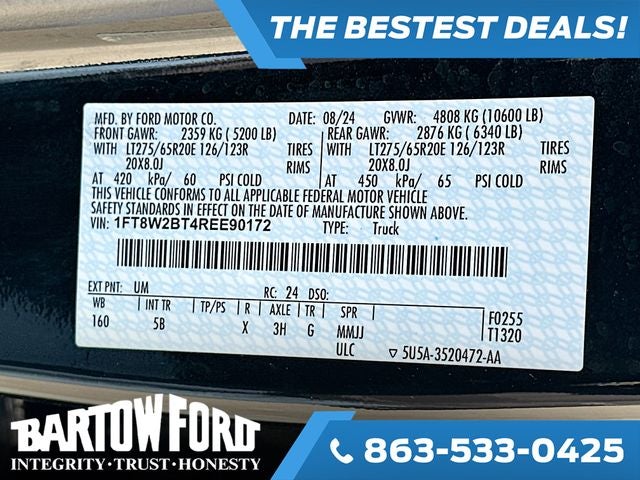 THE BESTEST DEALS!
MFD. BY FORD MOTOR CO. DATE: 08/24 GVWR: 4808 KG (10600 LB)
FRONT GAWR: 2359 KG ( 5200 LB) REAR GAWR: 2876 KG ( 6340 LB)
WITH LT275/65R20E 126/123R TIRES WITH LT275/65R20E 126/123R TIRES
20X8.0J RIMS 20X8.0J RIMS
AT 420 kPa/ 60 PSI COLD AT 450 kPa/ 65 PSI COLD
THIS VEHICLE CONFORMS TO ALL APPLICABLE FEDERAL MOTOR VEHICLE
SAFETY STANDARDS IN EFFECT ON THE DATE OF MANUFACTURE SHOWN ABOVE.
VIN: 1FT8W2BT4REE90172 TYPE: Truck
EXT PNT: UM RC: 24 DSO:
WB INT TR TP/PS R AXLE TR SPR F0255
160 5B X 3H G MMJJ T1320
ULC ▽ 5U5A-3520472-AA
BARTOW FORD
INTEGRITY·TRUST·HONESTY
863-533-0425